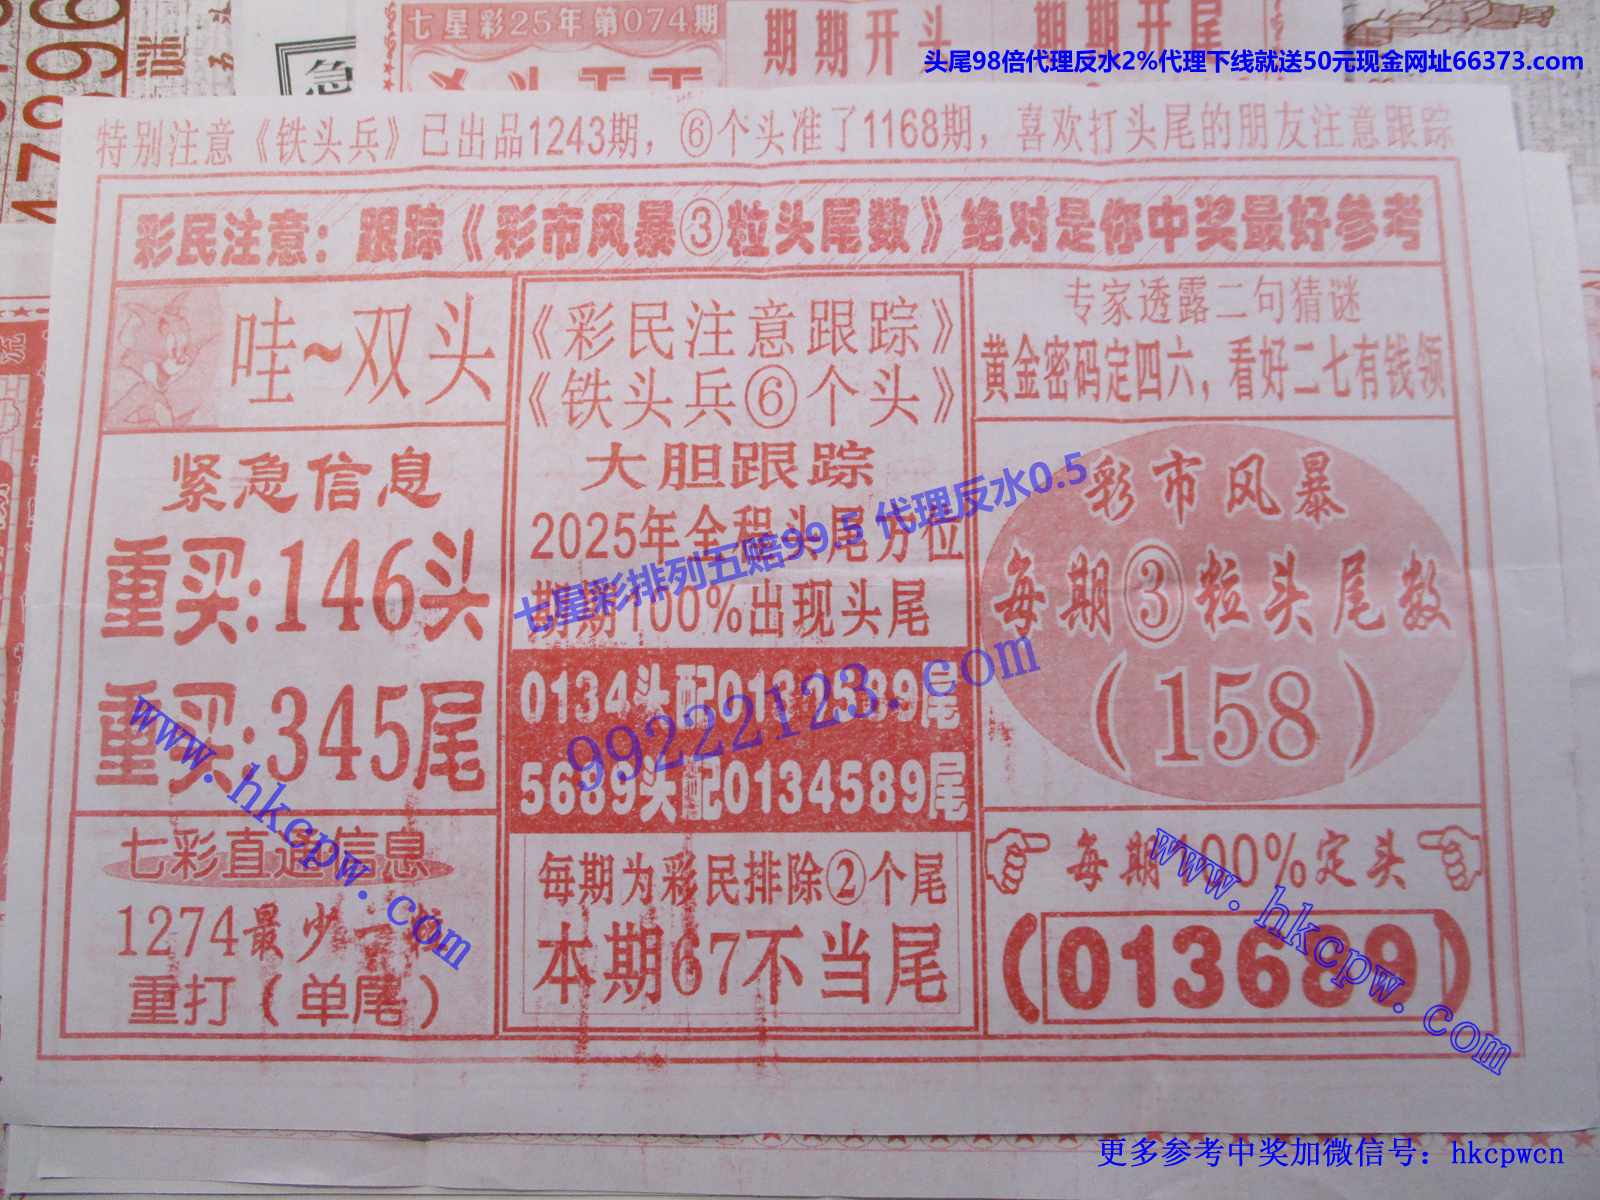 七星彩25年第074期
期期开头
期期开尾
头尾98倍代理反水2%代理下线就送50元现金网址66373.com
急
特别注意《铁头兵》已出品1243期，⑥个头准了1168期，喜欢打头尾的朋友注意跟踪
彩民注意：跟踪《彩市风暴③粒头尾数》绝对是你中奖最好参考
哇~双头
紧急信息
重买:146头
重买:345尾
七彩直通信息
1274最少一
重打（单尾）
《彩民注意跟踪》
《铁头兵⑥个头》
大胆跟踪
2025年全程头尾分位
期期100%出现头尾
0134头配0132589尾
5689头配0134589尾
每期为彩民排除②个尾
本期67不当尾
专家透露二句猜谜
黄金密码定四六，看好二七有钱领
彩市风暴
每期③粒头尾数
（158）
每期100%定头
（013689）
七星彩排列五赔99.5 代理反水0.5
99222123.com
www.hkcpw.com
www.hkcpw.com
更多参考中奖加微信号：hkcpwcn